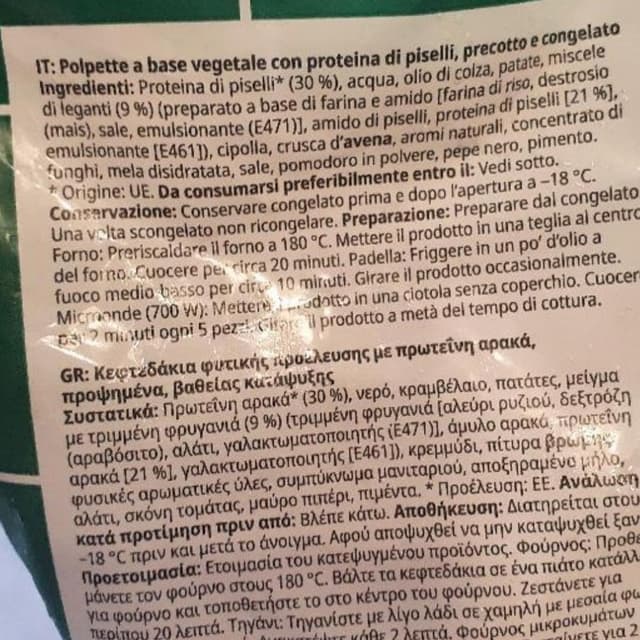 IT: Polpette a base vegetale con proteina di piselli, precotto e congelato
Ingredienti: Proteina di piselli* (30 %), acqua, olio di colza, patate, miscele
di leganti (9 %) (preparato a base di farina e amido [farina di riso, destrosio
(mais), sale, emulsionante (E471)], amido di piselli, proteina di piselli [21 %],
emulsionante [E461]), cipolla, crusca d'avena, aromi naturali, concentrato di
funghi, mela disidratata, sale, pomodoro in polvere, pepe nero, pimento.
* Origine: UE. Da consumarsi preferibilmente entro il: Vedi sotto.
Conservazione: Conservare congelato prima e dopo l'apertura a –18 °C.
Una volta scongelato non ricongelare. Preparazione: Preparare dal congelato
Forno: Preriscaldare il forno a 180 °C. Mettere il prodotto in una teglia al centro
del forno. Cuocere per circa 20 minuti. Padella: Friggere in un po' d'olio a
fuoco medio basso per circa 10 minuti. Girare il prodotto occasionalmente.
Micrnonde (700 W): Mettere prodotto in una ciotola senza coperchio. Cuocere
per 2 minuti ogni 5 pezzi. Girare il prodotto a metà del tempo di cottura.
GR: Κεφτεδάκια φυτικής προέλευσης με πρωτεΐνη αρακά,
προψημένα, βαθείας κατάψυξης
Συστατικά: Πρωτεΐνη αρακά* (30 %), νερό, κραμβέλαιο, πατάτες, μείγμα
με τριμμένη φρυγανιά (9 %) (τριμμένη φρυγανιά [αλεύρι ρυζιού, δεξτρόζη
(αραβόσιτο), αλάτι, γαλακτωματοποιητής (E471)], άμυλο αρακά, πρωτεΐνη
αρακά [21 %], γαλακτωματοποιητής [E461]), κρεμμύδι, πίτυρα βρώμης,
φυσικές αρωματικές ύλες, συμπύκνωμα μανιταριού, αποξηραμένο μήλο,
αλάτι, σκόνη τομάτας, μαύρο πιπέρι, πιμέντα. * Προέλευση: ΕΕ. Ανάλωση
κατά προτίμηση πριν από: Βλέπε κάτω. Αποθήκευση: Διατηρείται στους
–18 °C πριν και μετά το άνοιγμα. Αφού αποψυχθεί να μην καταψυχθεί ξαν
Προετοιμασία: Ετοιμασία του κατεψυγμένου προϊόντος. Φούρνος: Προθε
μάνετε τον φούρνο στους 180 °C. Βάλτε τα κεφτεδάκια σε ένα πιάτο κατάλλ
για φούρνο και τοποθετήστε το στο κέντρο του φούρνου. Ζεστάνετε για
περίπου 20 λεπτά. Τηγάνι: Τηγανίστε με λίγο λάδι σε χαμηλή με μεσαία φω
κάθε 2 λεπτά. Φούρνος μικροκυμάτων
για 2